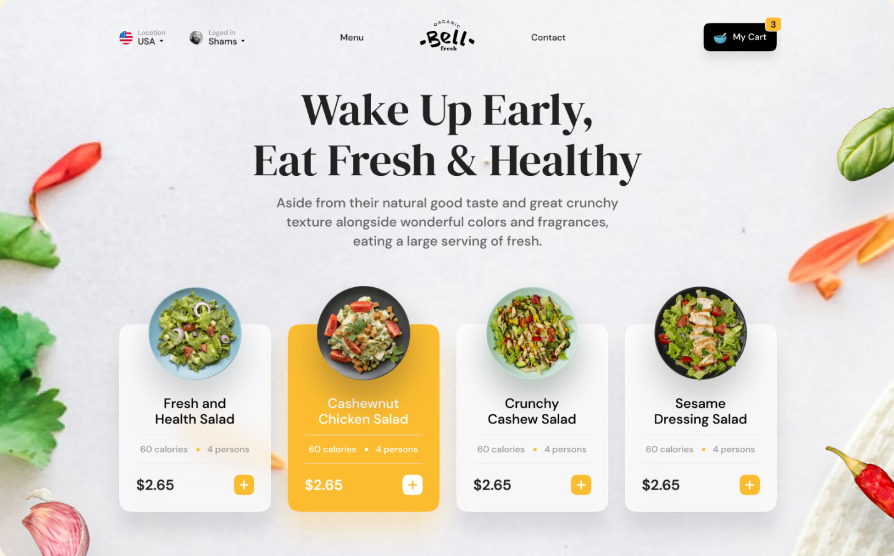 Location
USA
Loged in
Shams
Menu
ORGANIC
Bell
fresh
Contact
My Cart
3
Wake Up Early,
Eat Fresh & Healthy
Aside from their natural good taste and great crunchy
texture alongside wonderful colors and fragrances,
eating a large serving of fresh.
Fresh and
Health Salad
60 calories • 4 persons
$2.65
+
Cashewnut
Chicken Salad
60 calories • 4 persons
$2.65
+
Crunchy
Cashew Salad
60 calories • 4 persons
$2.65
+
Sesame
Dressing Salad
60 calories • 4 persons
$2.65
+